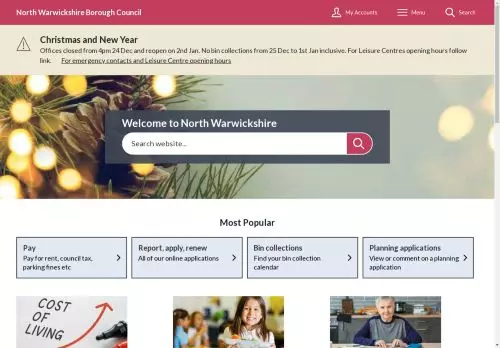 North Warwickshire Borough Council
My Accounts
Menu
Search
Christmas and New Year
Offices closed from 4pm 24 Dec and reopen on 2nd Jan. No bin collections from 25 Dec to 1st Jan inclusive. For Leisure Centres opening hours follow
link. For emergency contacts and Leisure Centre opening hours
Welcome to North Warwickshire
Search website...
Most Popular
Pay
Pay for rent, council tax,
parking fines etc
Report, apply, renew
All of our online applications
Bin collections
Find your bin collection
calendar
Planning applications
View or comment on a planning
application
COST
OF
LIVING